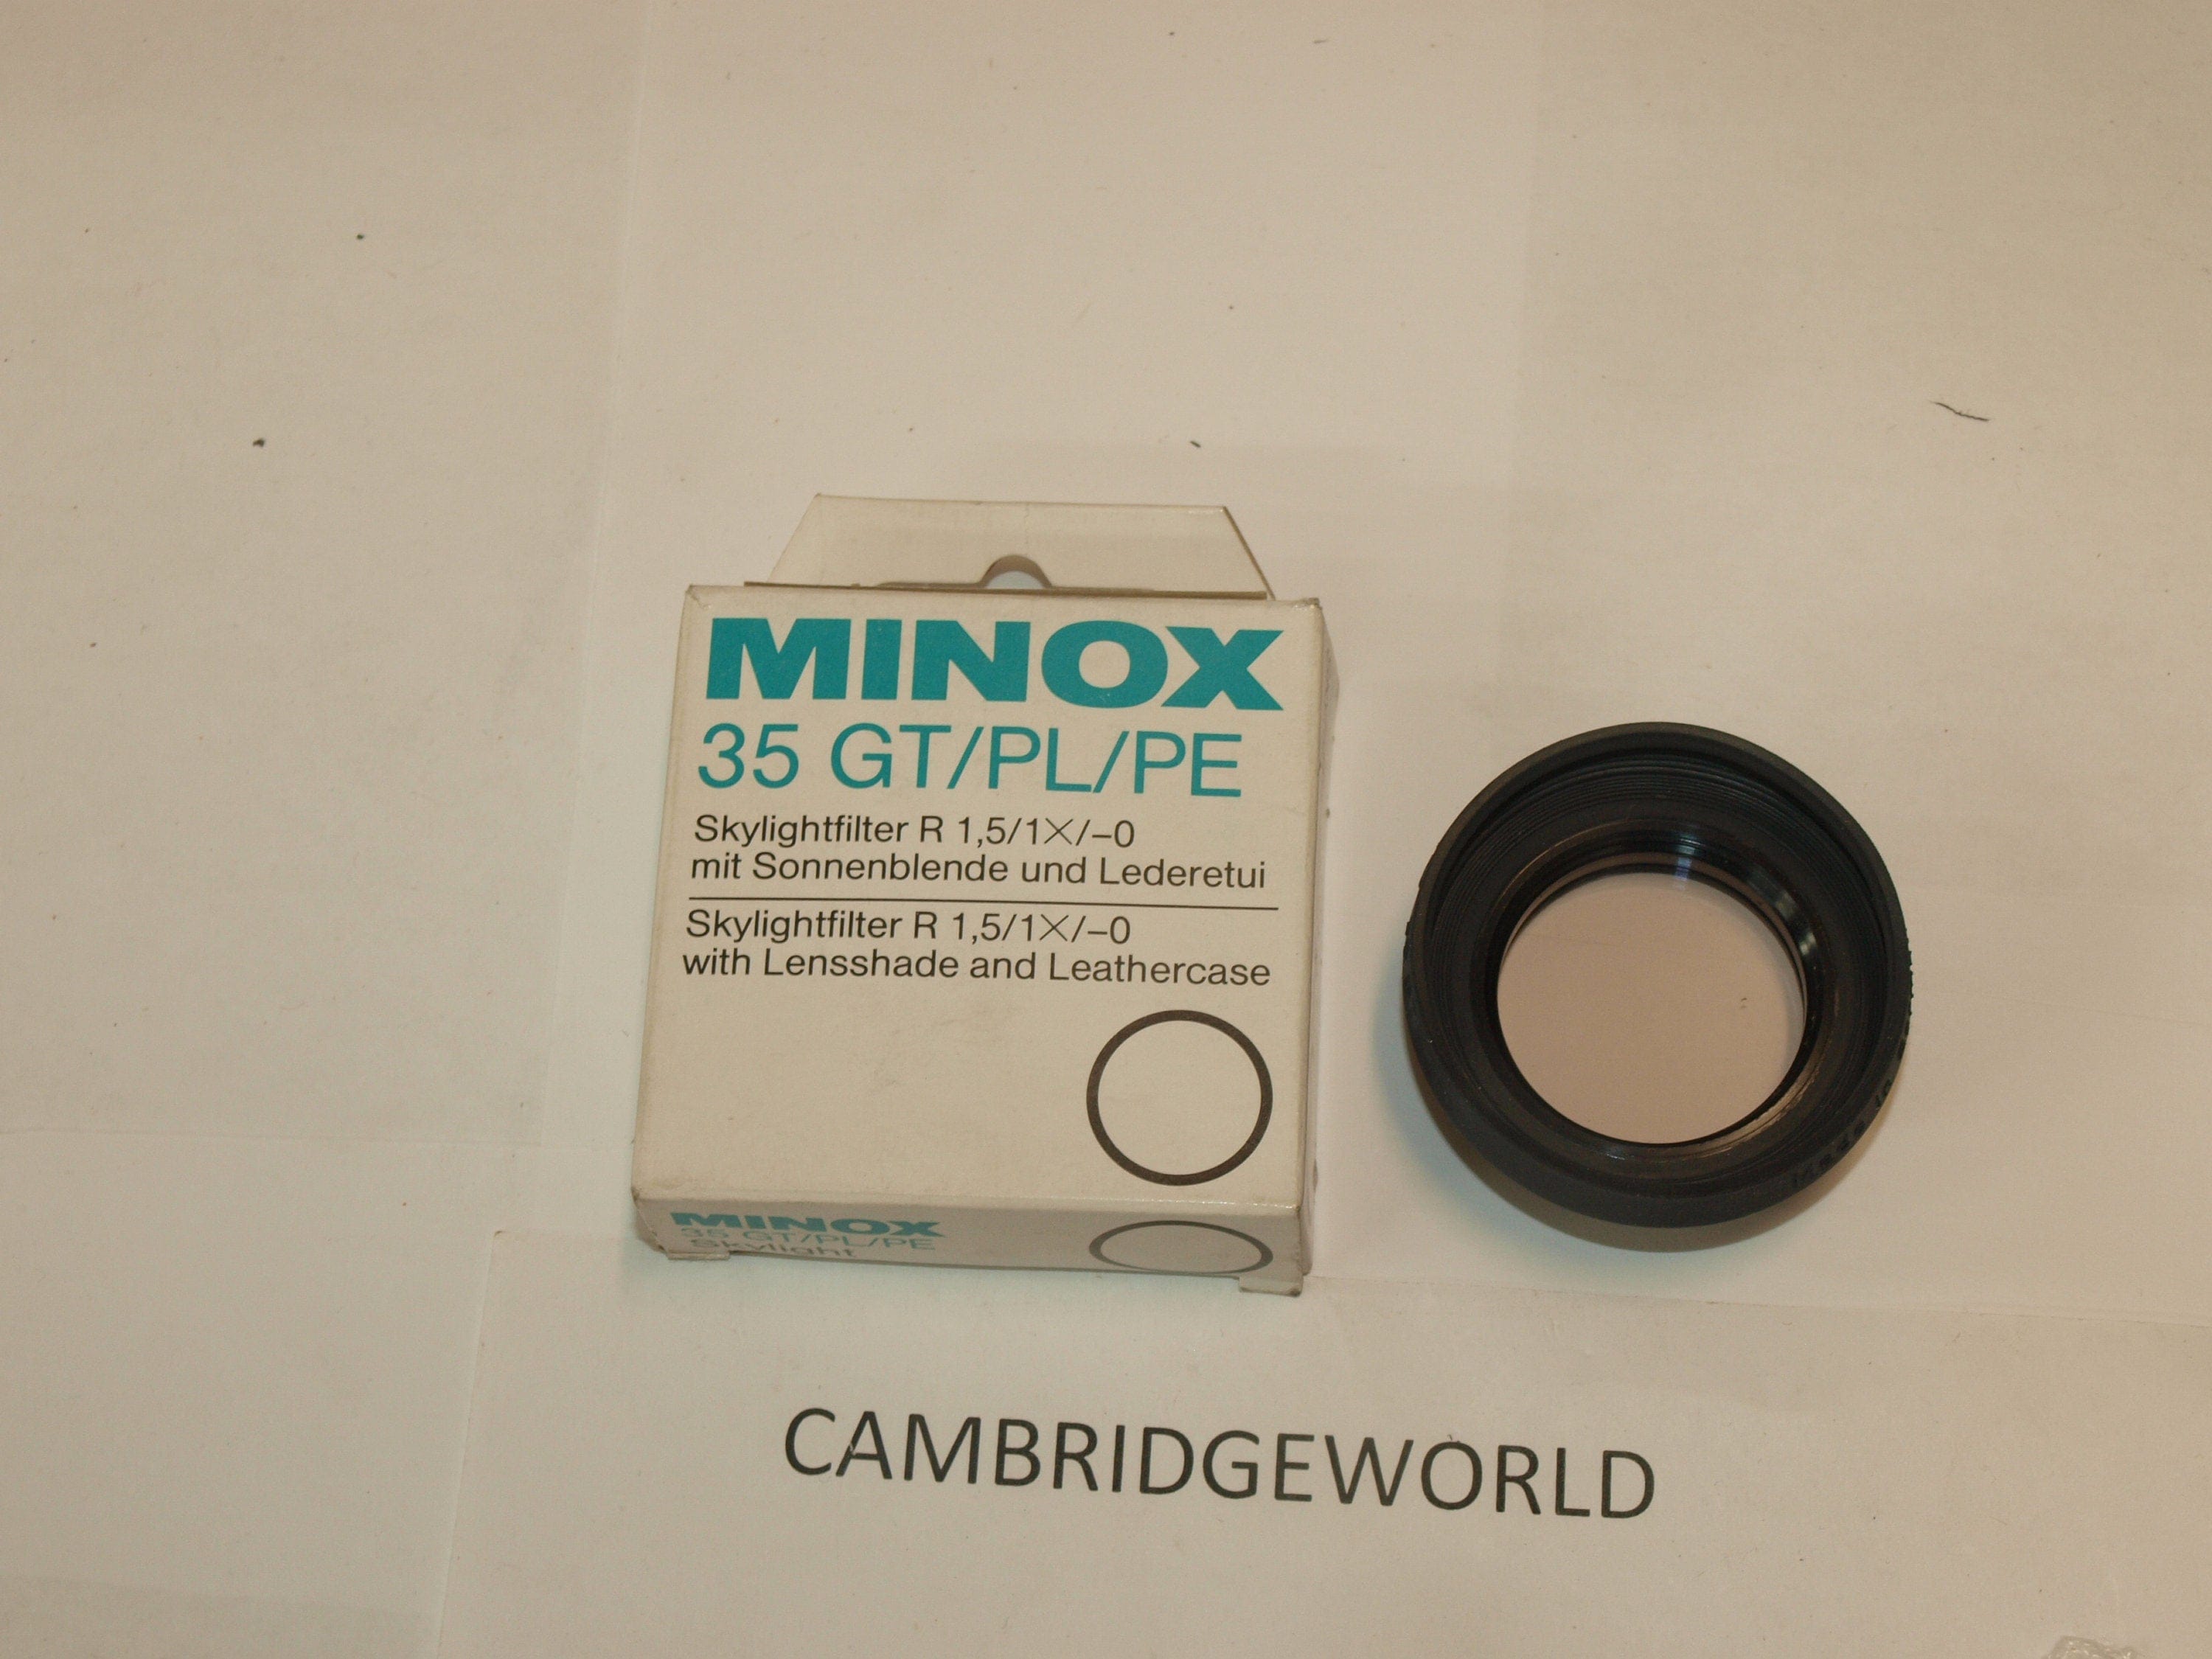 MINOX
35 GT/PL/PE
Skylightfilter R 1,5/1×/–0
mit Sonnenblende und Lederetui
Skylightfilter R 1,5/1×/–0
with Lensshade and Leathercase
MINOX
35 GT/PL/PE
Skylight
CAMBRIDGEWORLD